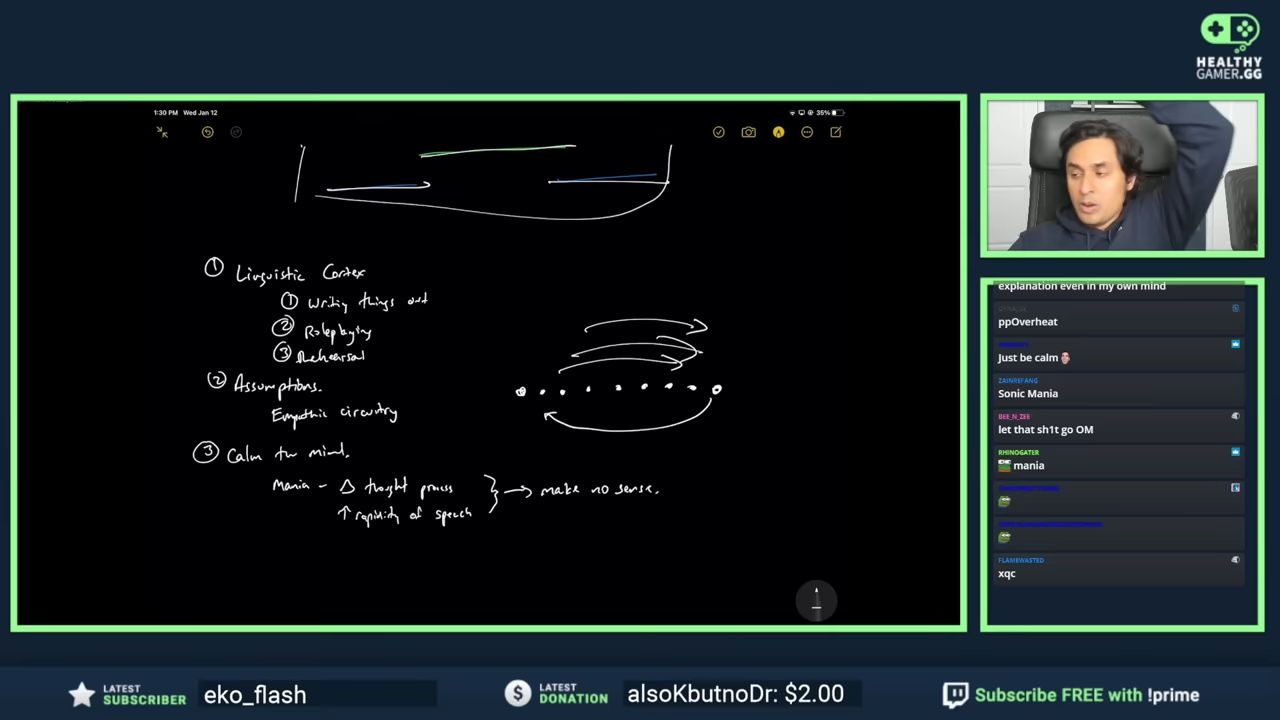 HEALTHY
GAMER.GG
1:30 PM Wed Jan 12
35%
① Linguistic Cortex
① Writing things out
② Roleplaying
③ Rehearsal
② Assumptions.
Empathic circuitry
③ Calm the mind.
Mania - Δ thought process
↑ rapidity of speech
→ make no sense.
explanation even in my own mind
ppOverheat
Just be calm
ZAINREFANG
Sonic Mania
BEE_N_ZEE
let that sh1t go OM
RHINOGATER
mania
FLAMEWASTED
xqc
LATEST
SUBSCRIBER
eko_flash
LATEST
DONATION
alsoKbutnoDr: $2.00
Subscribe FREE with !prime